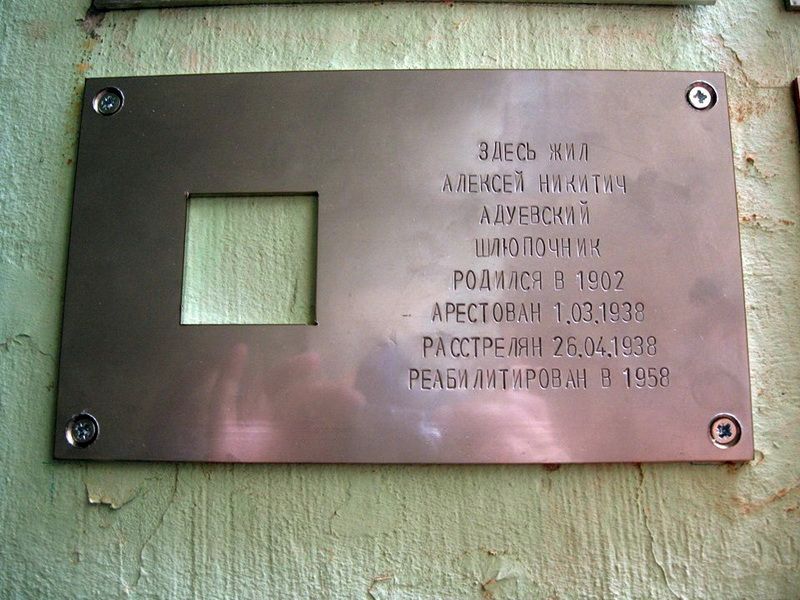 ЗДЕСЬ ЖИЛ
АЛЕКСЕЙ НИКИТИЧ
АДУЕВСКИЙ
ШЛЮПОЧНИК
РОДИЛСЯ В 1902
АРЕСТОВАН 1.03.1938
РАССТРЕЛЯН 26.04.1938
РЕАБИЛИТИРОВАН В 1958